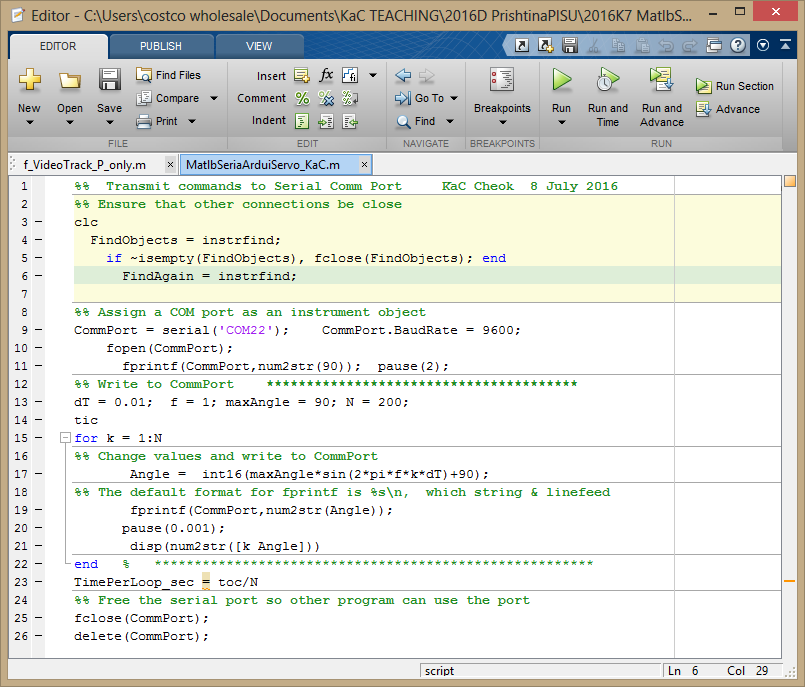 Editor - C:\Users\costco wholesale\Documents\KaC TEACHING\2016D PrishtinaPISU\2016K7 MatlbS...
EDITOR PUBLISH VIEW
New Open Save Find Files Compare Print FILE
Insert fx Comment % Indent EDIT
Go To Find NAVIGATE
Breakpoints BREAKPOINTS
Run Run and Time Run and Advance Run Section Advance RUN
f_VideoTrack_P_only.m × MatlbSeriaArduiServo_KaC.m ×
1 %% Transmit commands to Serial Comm Port KaC Cheok 8 July 2016
2 %% Ensure that other connections be close
3 – clc
4 – FindObjects = instrfind;
5 – if ~isempty(FindObjects), fclose(FindObjects); end
6 – FindAgain = instrfind;
7
8 %% Assign a COM port as an instrument object
9 – CommPort = serial('COM22'); CommPort.BaudRate = 9600;
10 – fopen(CommPort);
11 – fprintf(CommPort,num2str(90)); pause(2);
12 %% Write to CommPort ***************************************
13 – dT = 0.01; f = 1; maxAngle = 90; N = 200;
14 – tic
15 – for k = 1:N
16 %% Change values and write to CommPort
17 – Angle = int16(maxAngle*sin(2*pi*f*k*dT)+90);
18 %% The default format for fprintf is %s\n, which string & linefeed
19 – fprintf(CommPort,num2str(Angle));
20 – pause(0.001);
21 – disp(num2str([k Angle]))
22 – end % *******************************************************
23 – TimePerLoop_sec = toc/N
24 %% Free the serial port so other program can use the port
25 – fclose(CommPort);
26 – delete(CommPort);
script Ln 6 Col 29